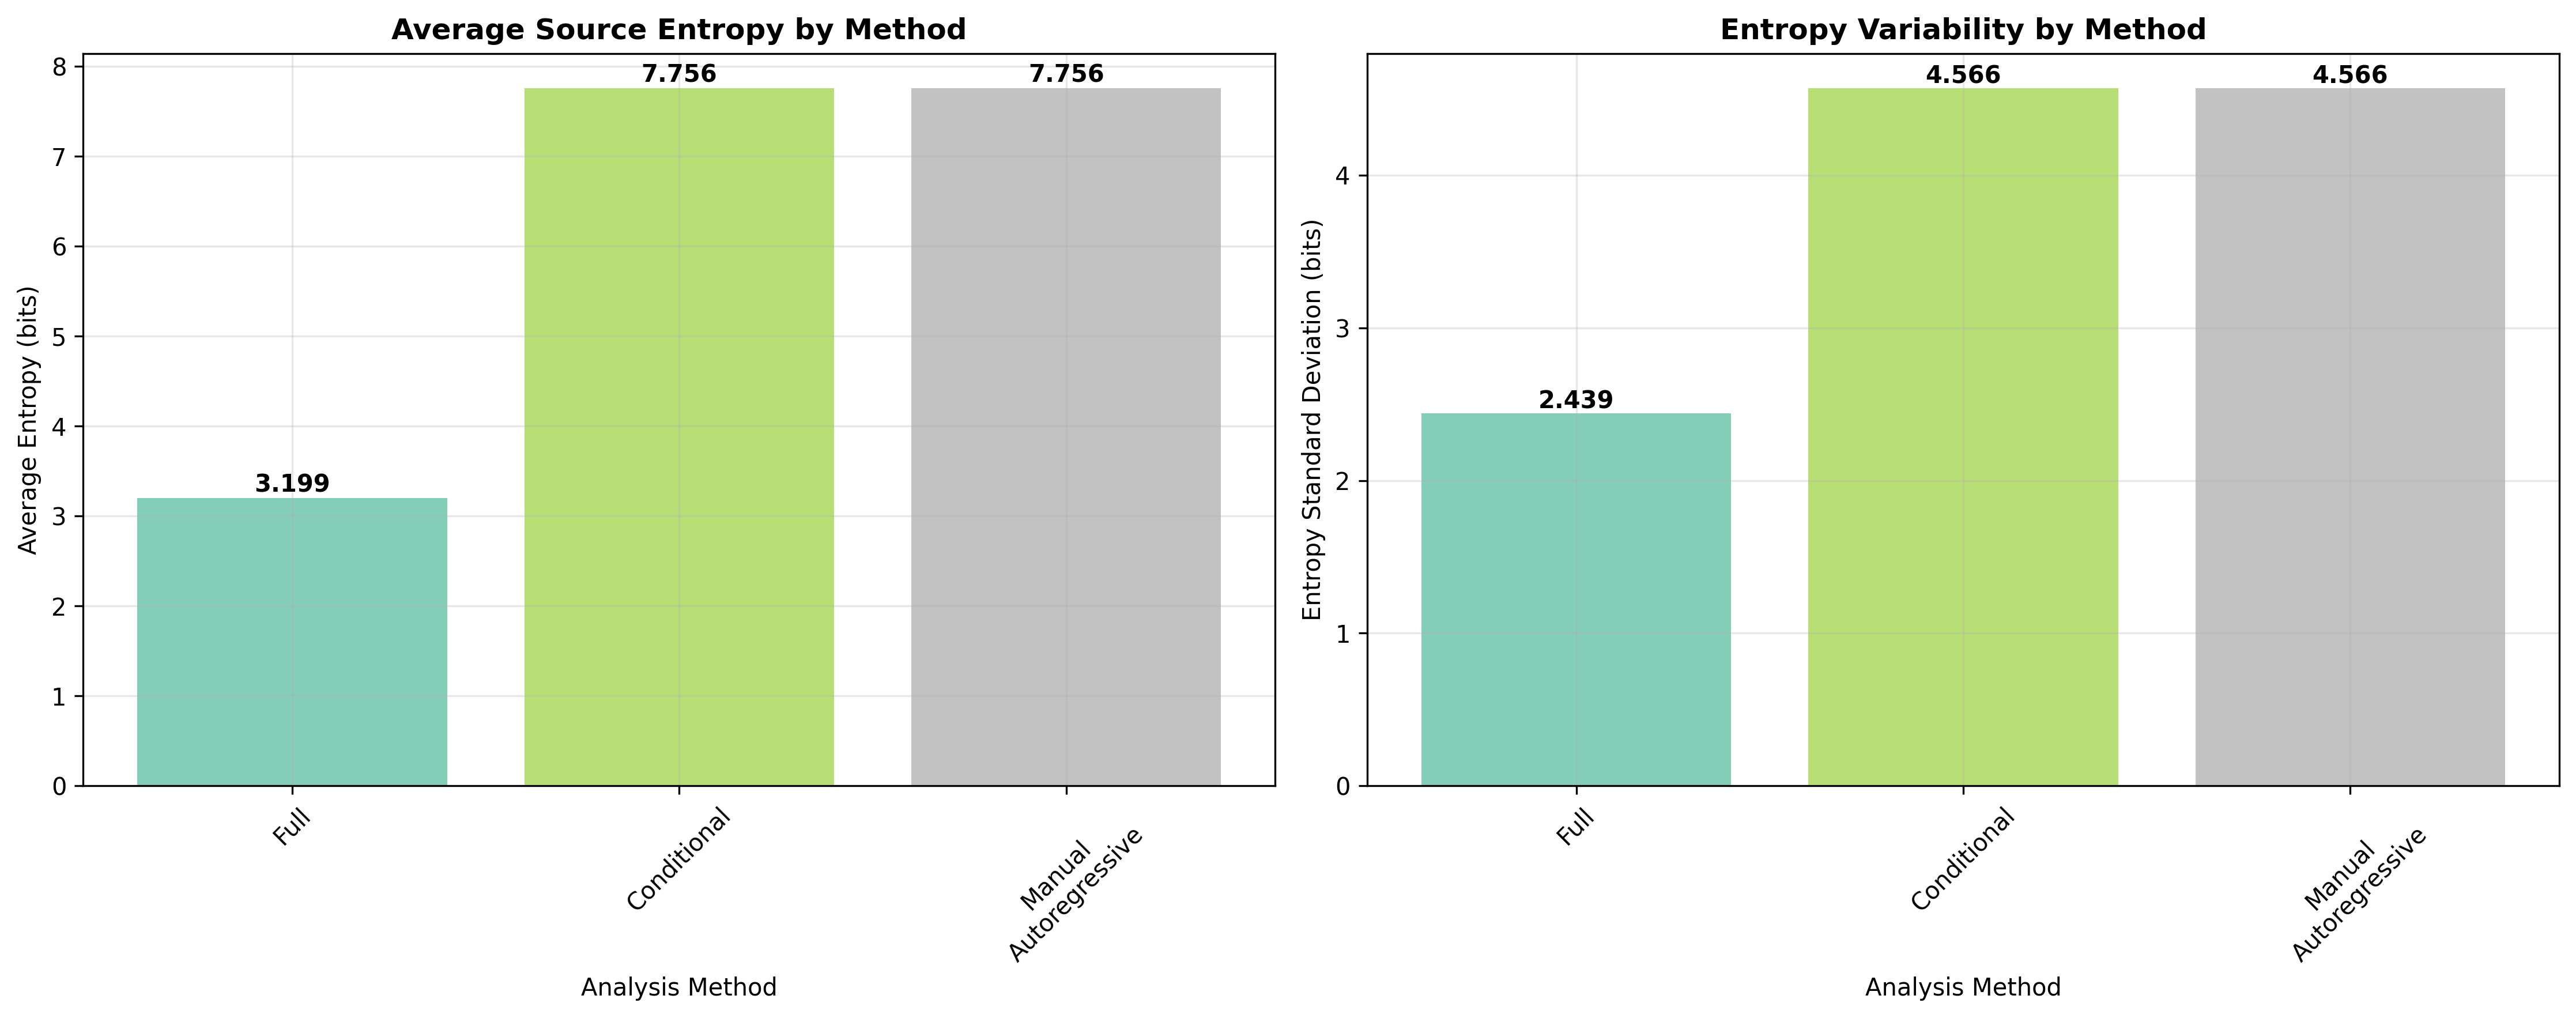 Average Source Entropy by Method
Average Entropy (bits)
8
7
6
5
4
3
2
1
0
3.199
7.756
7.756
Full
Conditional
Manual
Autoregressive
Analysis Method
Entropy Variability by Method
Entropy Standard Deviation (bits)
4
3
2
1
0
2.439
4.566
4.566
Full
Conditional
Manual
Autoregressive
Analysis Method